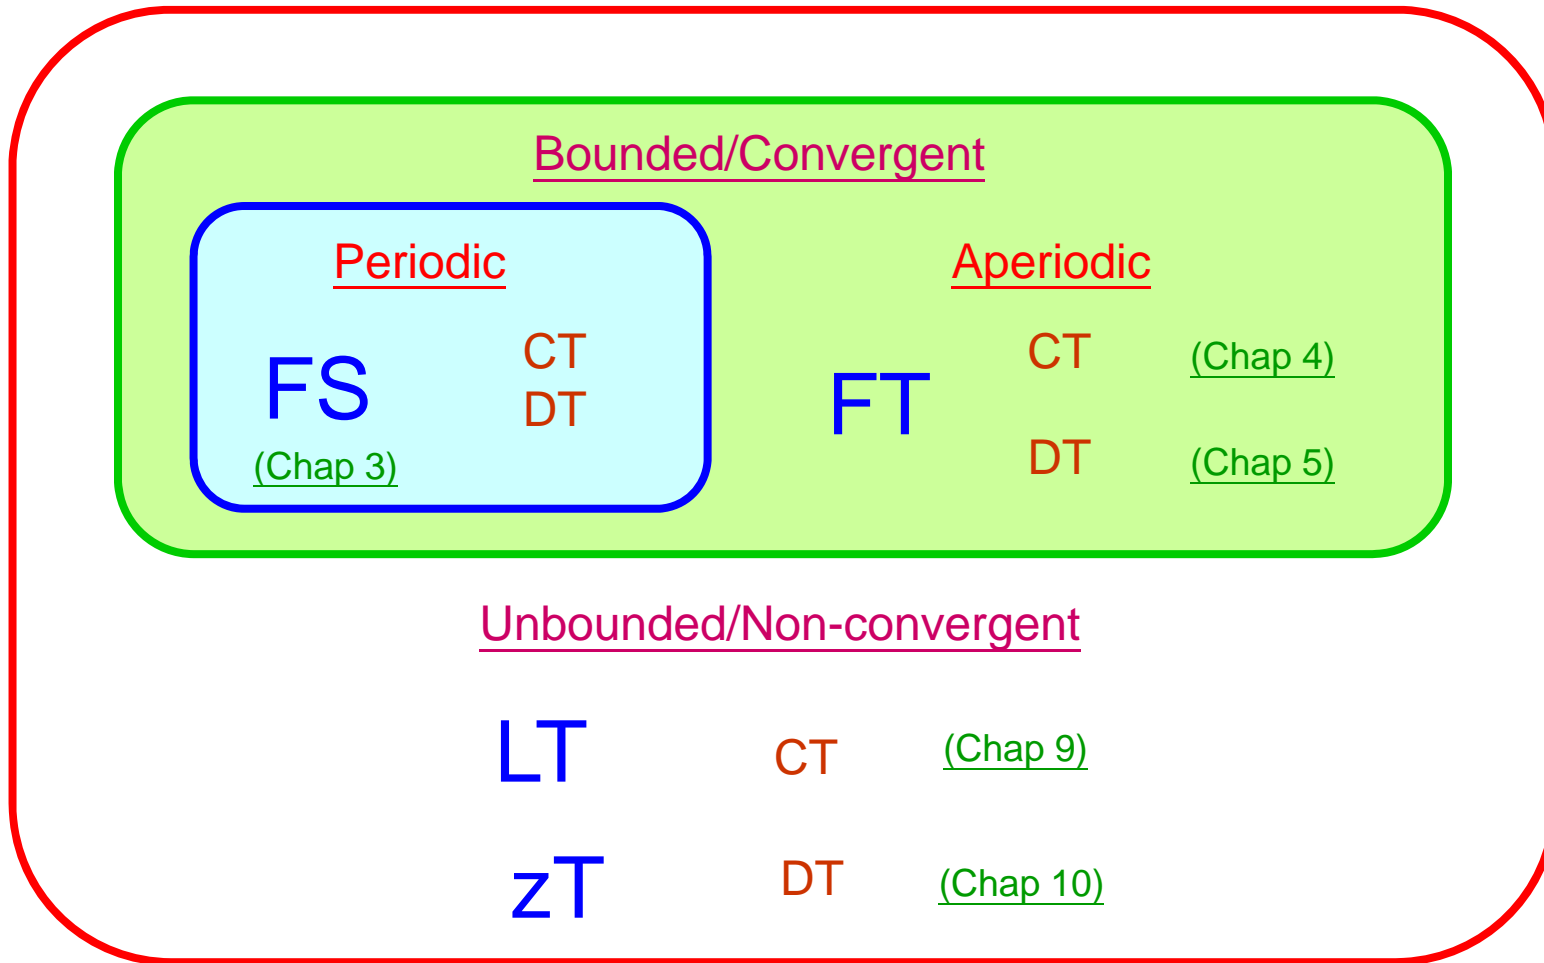 Bounded/Convergent
Periodic
FS
CT
DT
(Chap 3)
Aperiodic
FT
CT (Chap 4)
DT (Chap 5)
Unbounded/Non-convergent
LT CT (Chap 9)
zT DT (Chap 10)